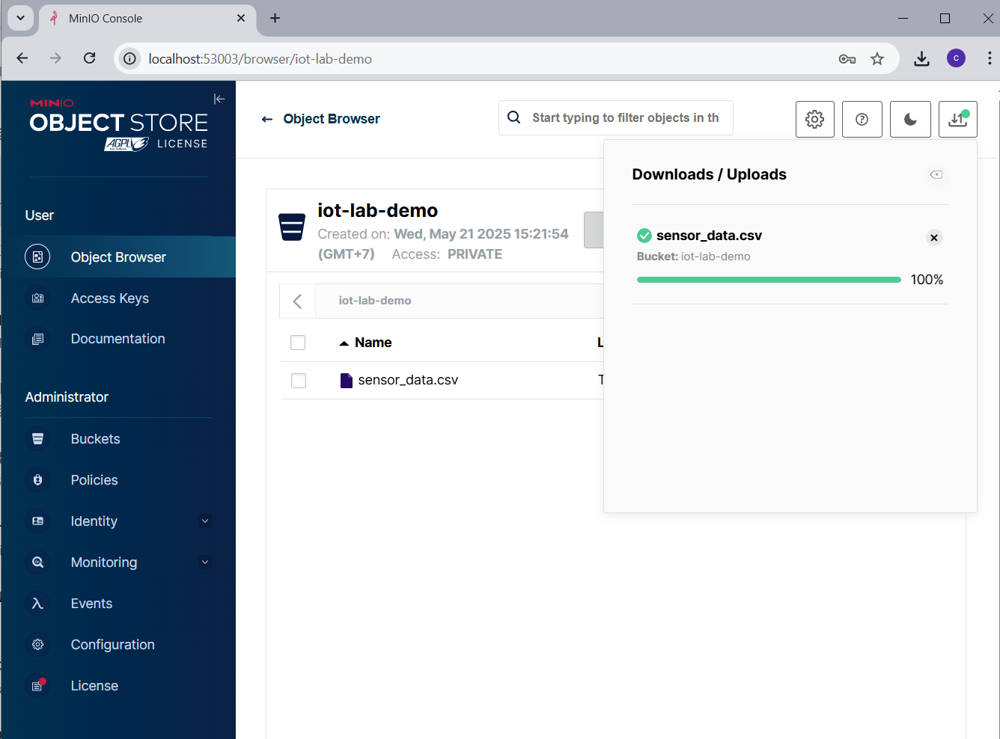 MinIO Console
localhost:53003/browser/iot-lab-demo
C
MINIO
OBJECT STORE
AGPL v3
Free Software
LICENSE
User
Object Browser
Access Keys
Documentation
Administrator
Buckets
Policies
Identity
Monitoring
Events
Configuration
License
Object Browser
Start typing to filter objects in th
iot-lab-demo
Created on: Wed, May 21 2025 15:21:54
(GMT+7) Access: PRIVATE
iot-lab-demo
Name
L
sensor_data.csv
T
Downloads / Uploads
sensor_data.csv
Bucket: iot-lab-demo
100%